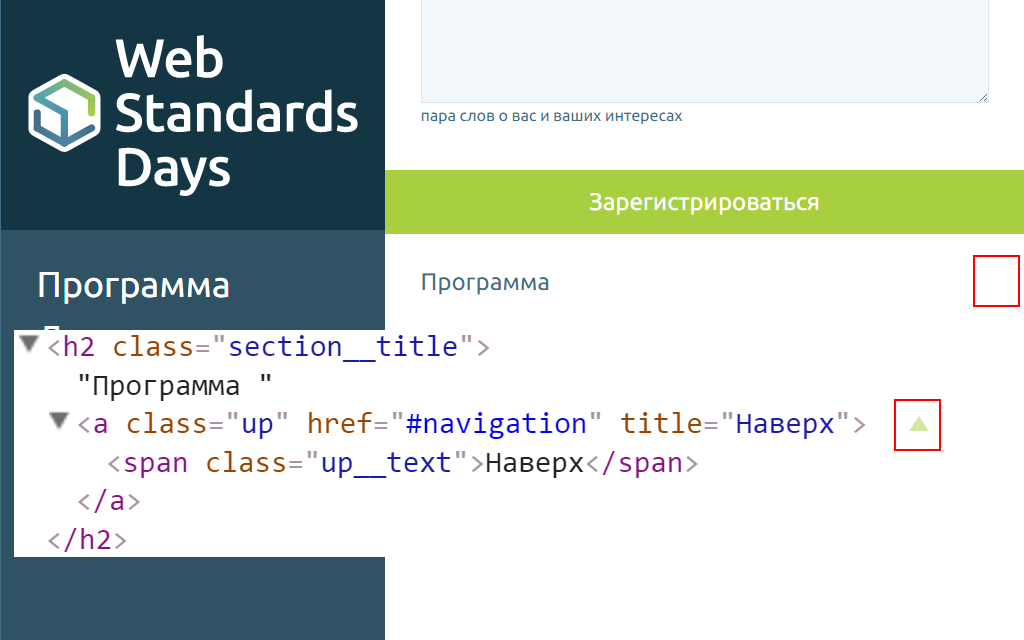 Web
Standards
Days
пара слов о вас и ваших интересах
Зарегистрироваться
Программа
Программа
<h2 class="section__title">
"Программа "
<a class="up" href="#navigation" title="Наверх">
<span class="up__text">Наверх</span>
</a>
</h2>